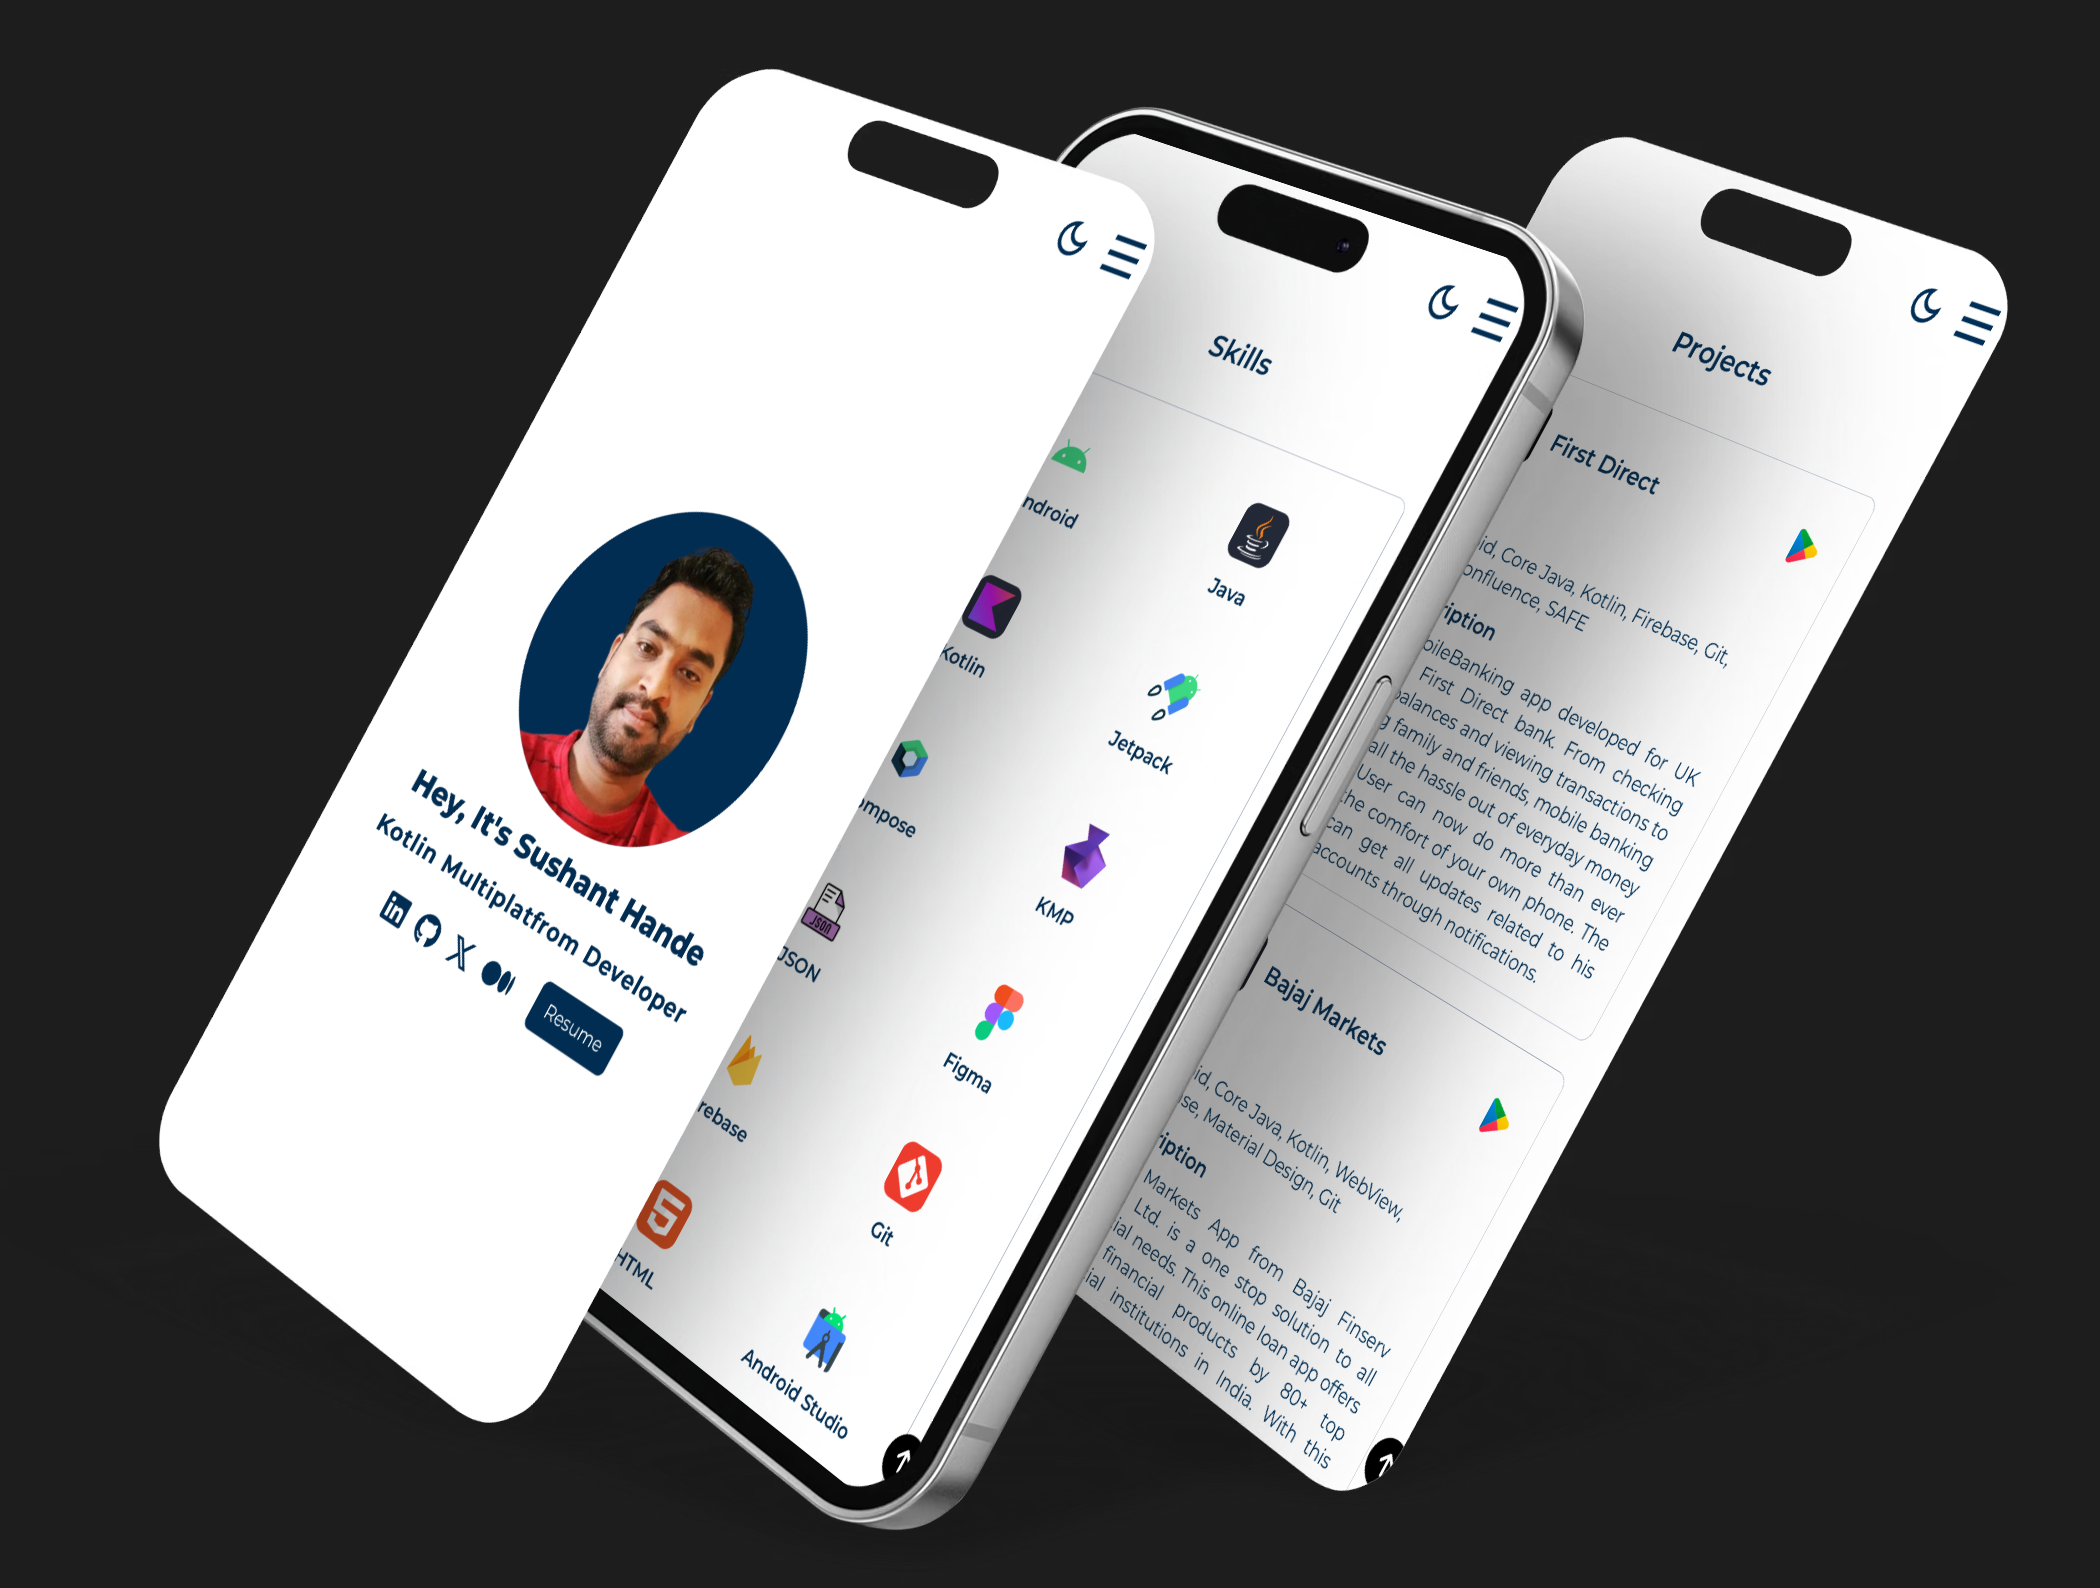 Hey, It's Sushant Hande
Kotlin Multiplatfrom Developer
Resume
Skills
ndroid
Java
Kotlin
Jetpack
ompose
KMP
JSON
JSON
Figma
rebase
Git
HTML
Android Studio
Projects
First Direct
id, Core Java, Kotlin, Firebase, Git,
onfluence, SAFE
ription
bileBanking app developed for UK
First Direct bank. From checking
balances and viewing transactions to
g family and friends, mobile banking
all the hassle out of everyday money
User can now do more than ever
the comfort of your own phone. The
can get all updates related to his
accounts through notifications.
Bajaj Markets
id, Core Java, Kotlin, WebView,
se, Material Design, Git
ription
Markets App from Bajaj Finserv
Ltd. is a one stop solution to all
ial needs. This online loan app offers
financial products by 80+ top
ial institutions in India. With this